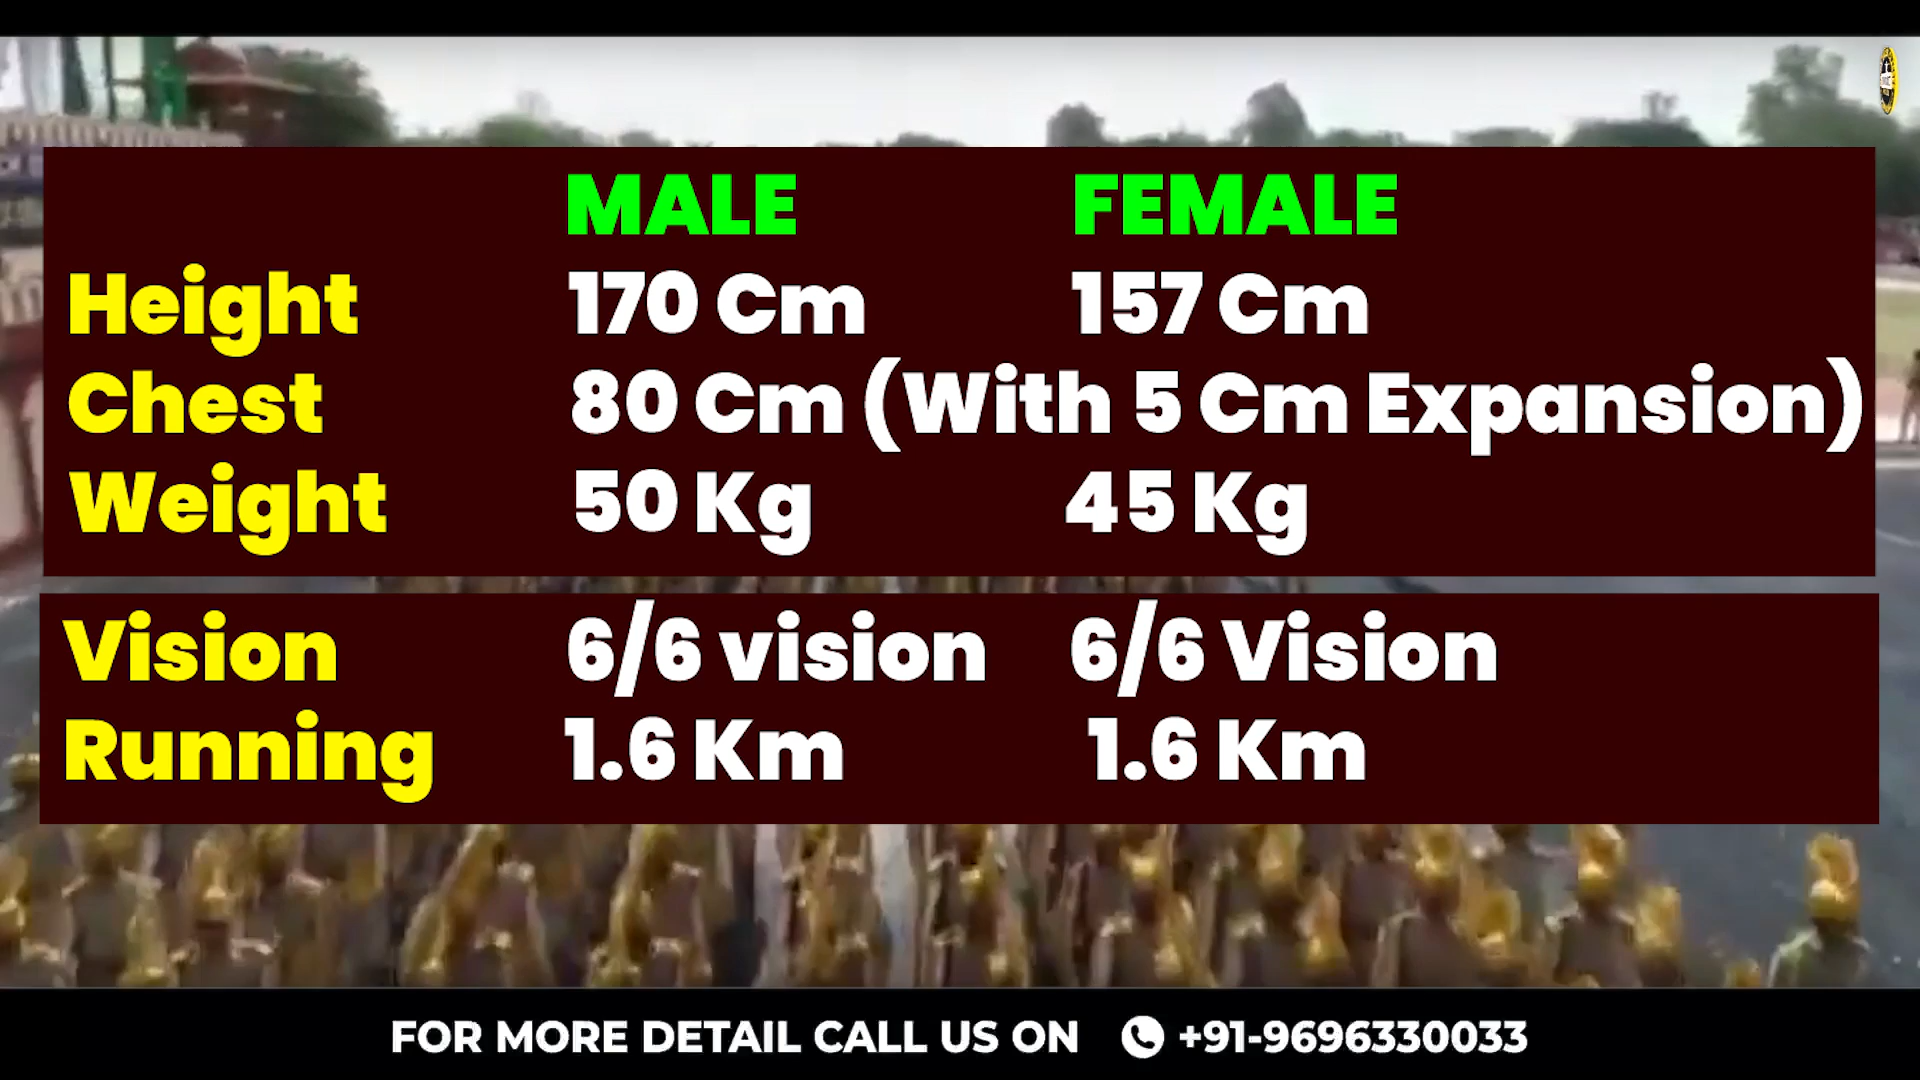 MALE FEMALE
Height 170 Cm 157 Cm
Chest 80 Cm (With 5 Cm Expansion)
Weight 50 Kg 45 Kg
Vision 6/6 vision 6/6 Vision
Running 1.6 Km 1.6 Km
FOR MORE DETAIL CALL US ON +91-9696330033